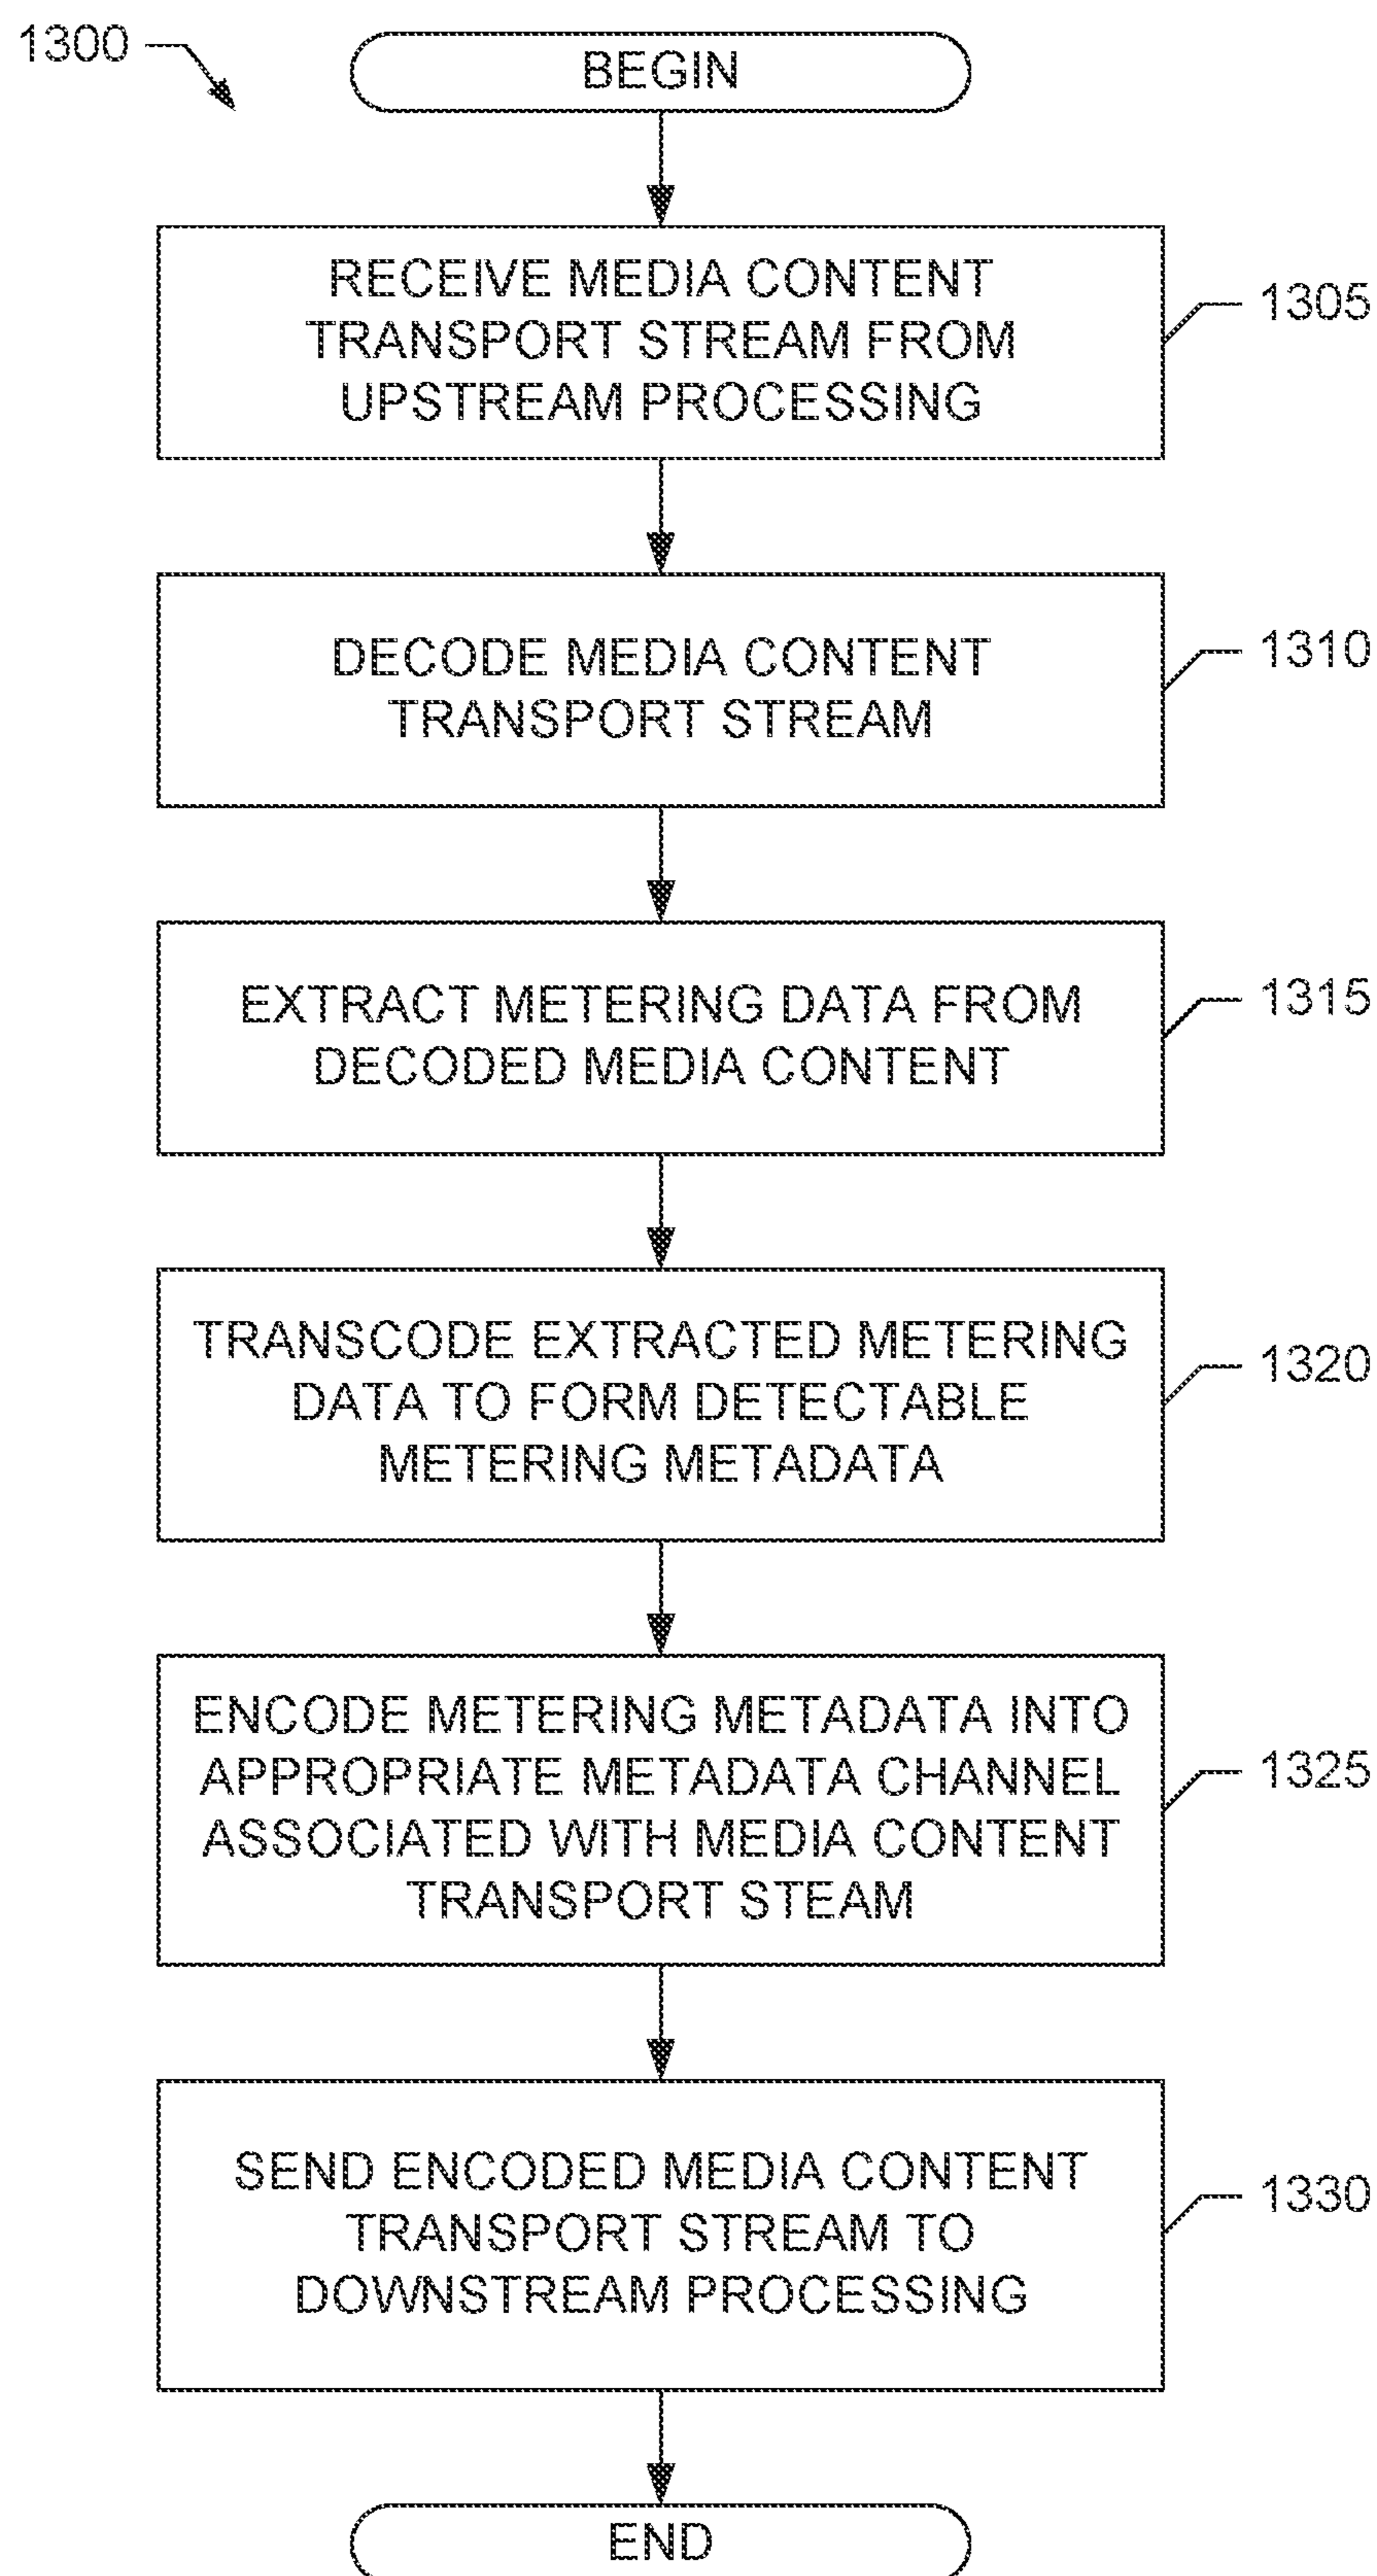 1300
BEGIN
RECEIVE MEDIA CONTENT
TRANSPORT STREAM FROM
UPSTREAM PROCESSING
1305
DECODE MEDIA CONTENT
TRANSPORT STREAM
1310
EXTRACT METERING DATA FROM
DECODED MEDIA CONTENT
1315
TRANSCODE EXTRACTED METERING
DATA TO FORM DETECTABLE
METERING METADATA
1320
ENCODE METERING METADATA INTO
APPROPRIATE METADATA CHANNEL
ASSOCIATED WITH MEDIA CONTENT
TRANSPORT STEAM
1325
SEND ENCODED MEDIA CONTENT
TRANSPORT STREAM TO
DOWNSTREAM PROCESSING
1330
END